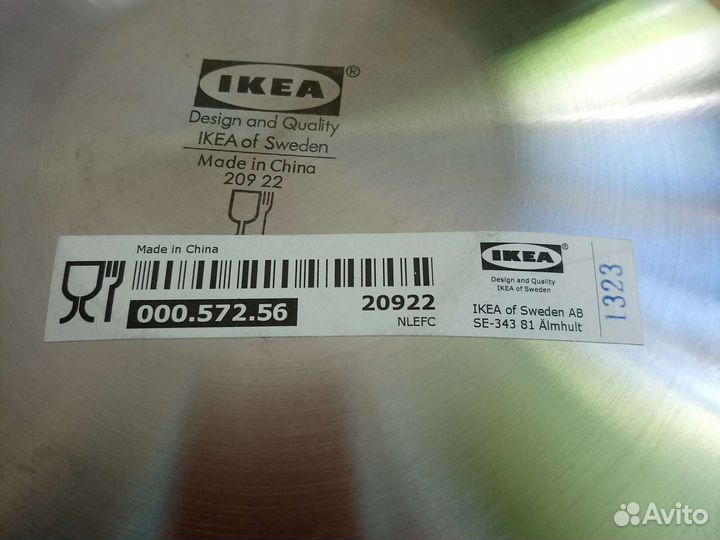 IKEA®
Design and Quality
IKEA of Sweden
Made in China
209 22
Made in China
000.572.56
20922
NLEFC
IKEA®
Design and Quality
IKEA of Sweden
IKEA of Sweden AB
SE-343 81 Älmhult
1323
Avito